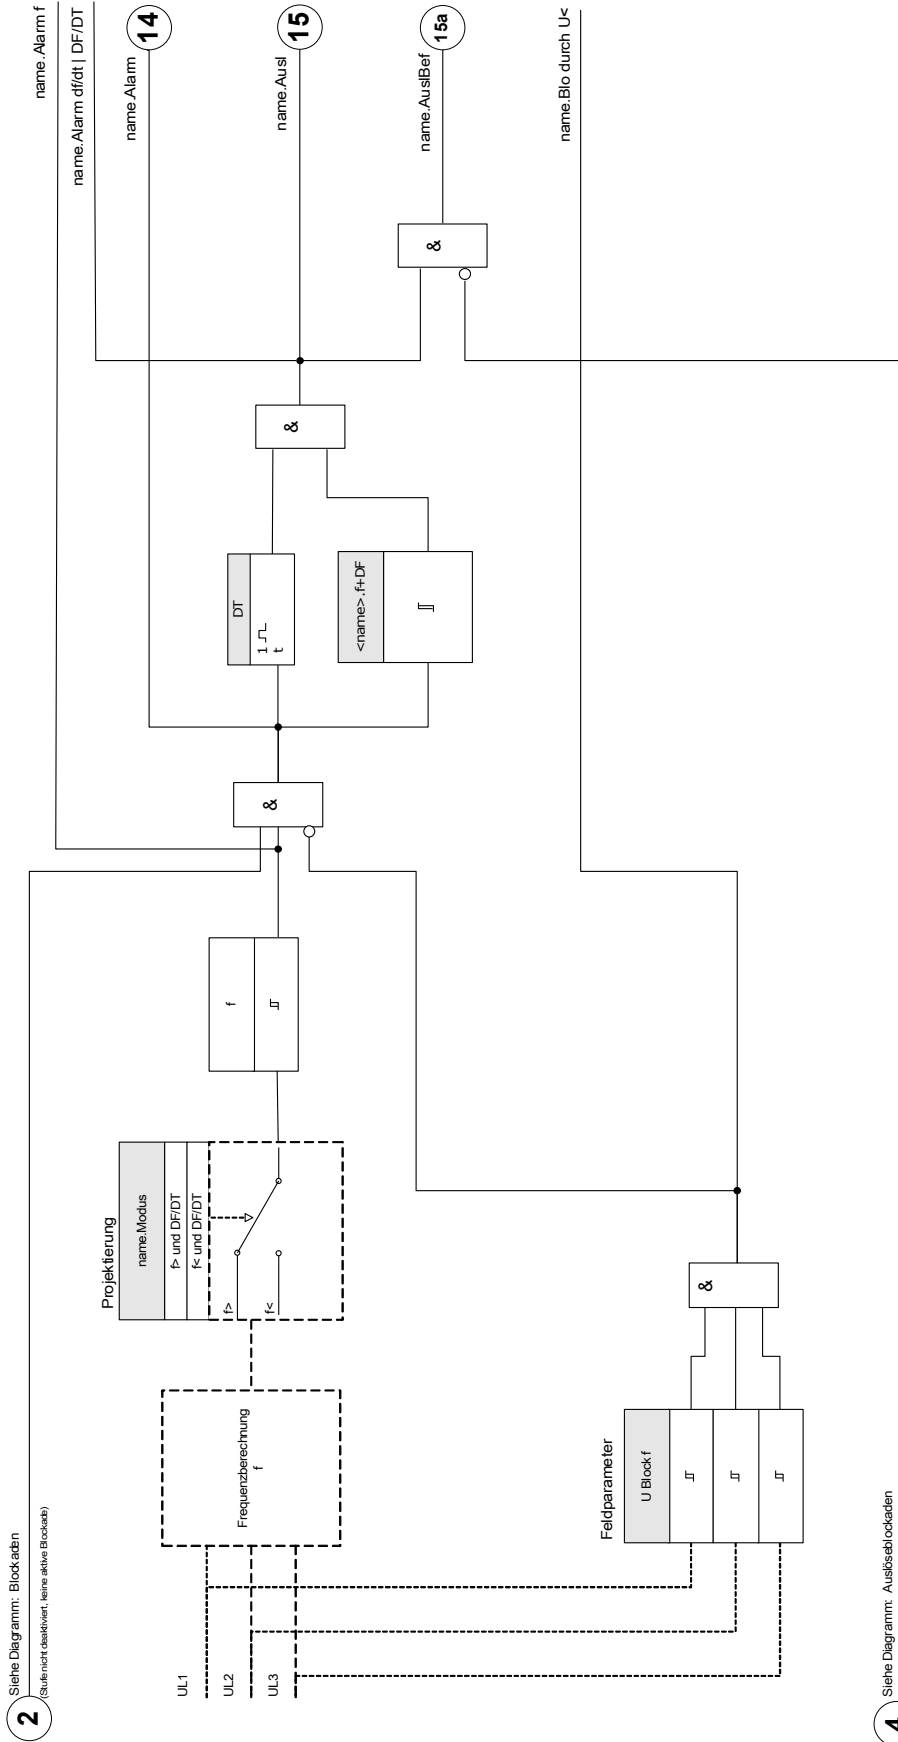 2
Siehe Diagramm: Blockaden
(Stufe nicht deaktiviert, keine aktive Blockade)
name.Alarm f
name.Alarm df/dt | DF/DT
14
name.Alarm
15
name.Ausl
15a
name.AuslBef
name.Blo durch U<
&
&
DT
1
t
<name>.f+DF
&
f
Projektierung
name.Modus
f> und DF/DT
f< und DF/DT
f>
f<
Frequenzberechnung
f
UL1
UL2
UL3
Feldparameter
U Block f
&
4
Siehe Diagramm: Auslöseblockaden